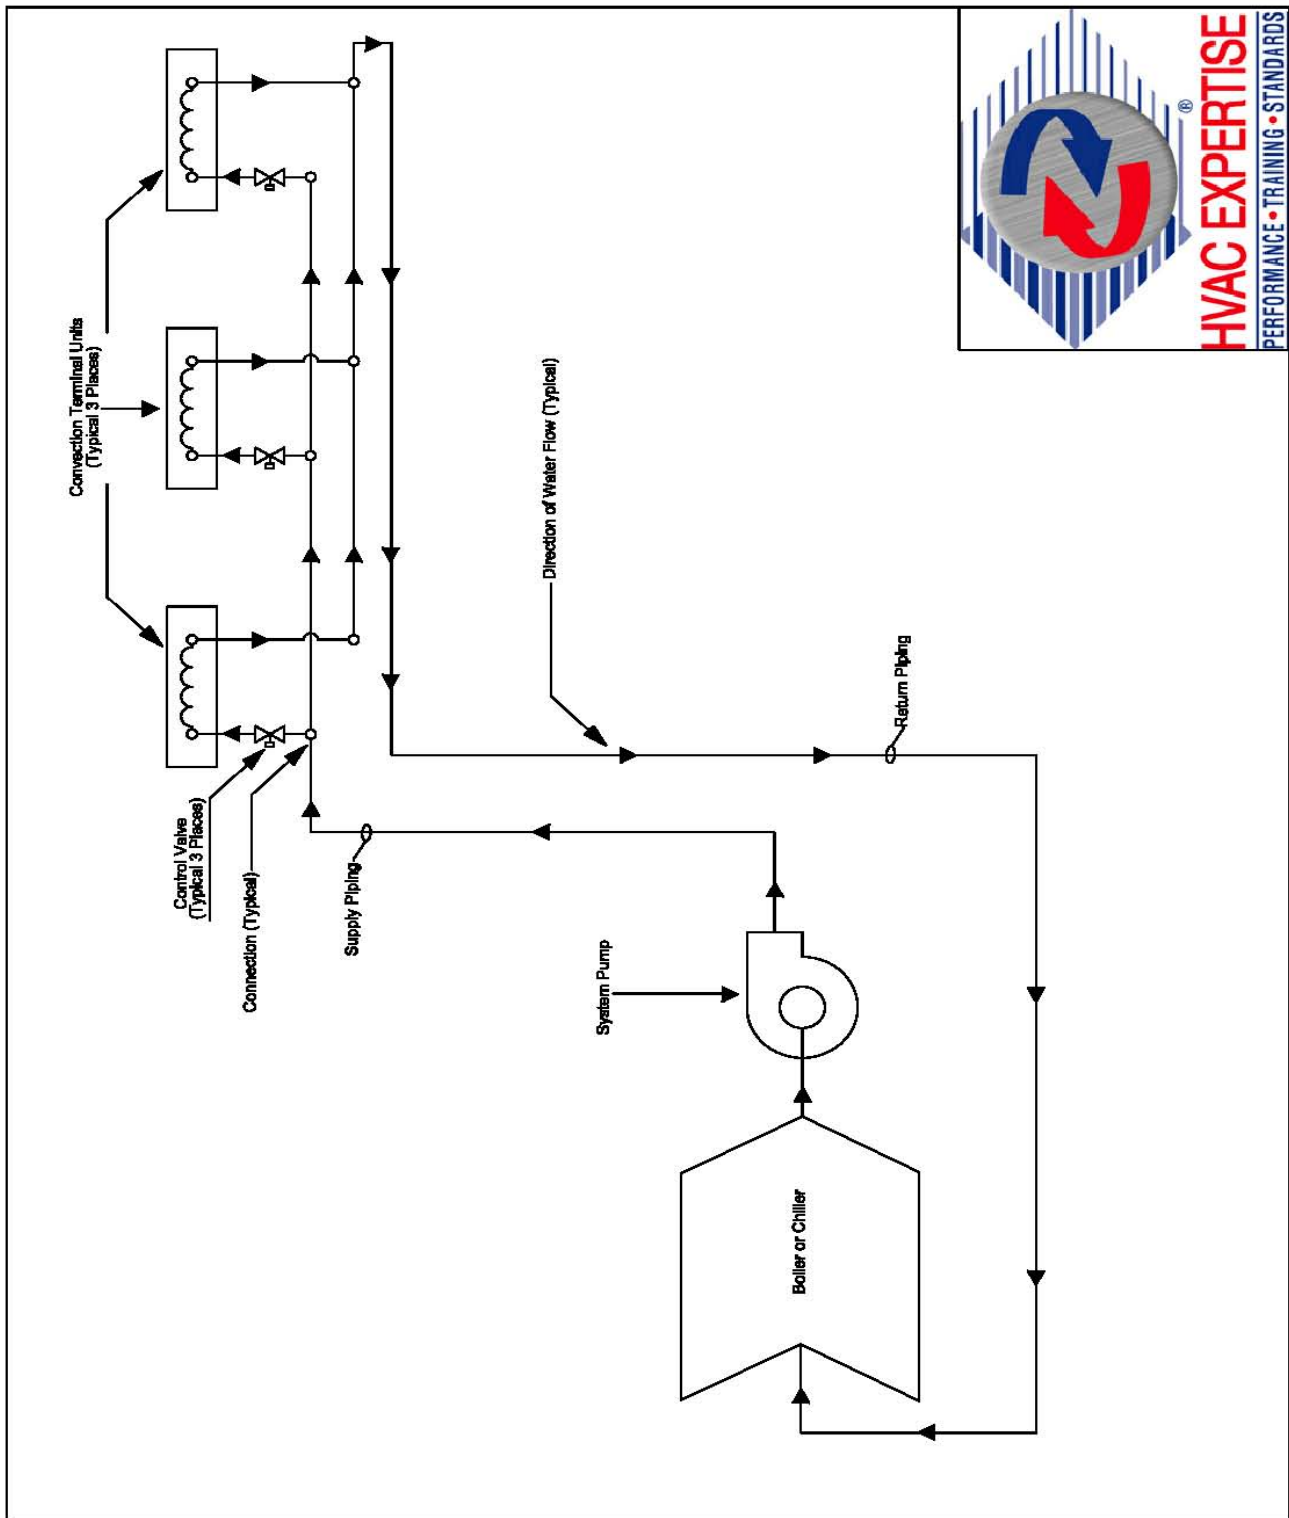 Convection Terminal Units
(Typical 3 Places)
Control Valve
(Typical 3 Places)
Connection (Typical)
Supply Piping
Direction of Water Flow (Typical)
System Pump
Return Piping
Boiler or Chiller
®
HVAC EXPERTISE
PERFORMANCE•TRAINING•STANDARDS